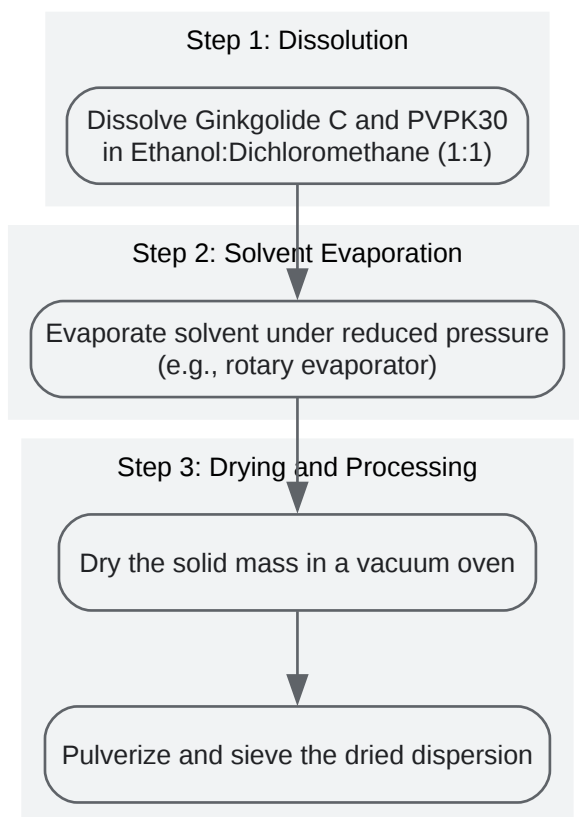 Step 1: Dissolution
Dissolve Ginkgolide C and PVPK30
in Ethanol:Dichloromethane (1:1)
Step 2: Solvent Evaporation
Evaporate solvent under reduced pressure
(e.g., rotary evaporator)
Step 3: Drying and Processing
Dry the solid mass in a vacuum oven
Pulverize and sieve the dried dispersion